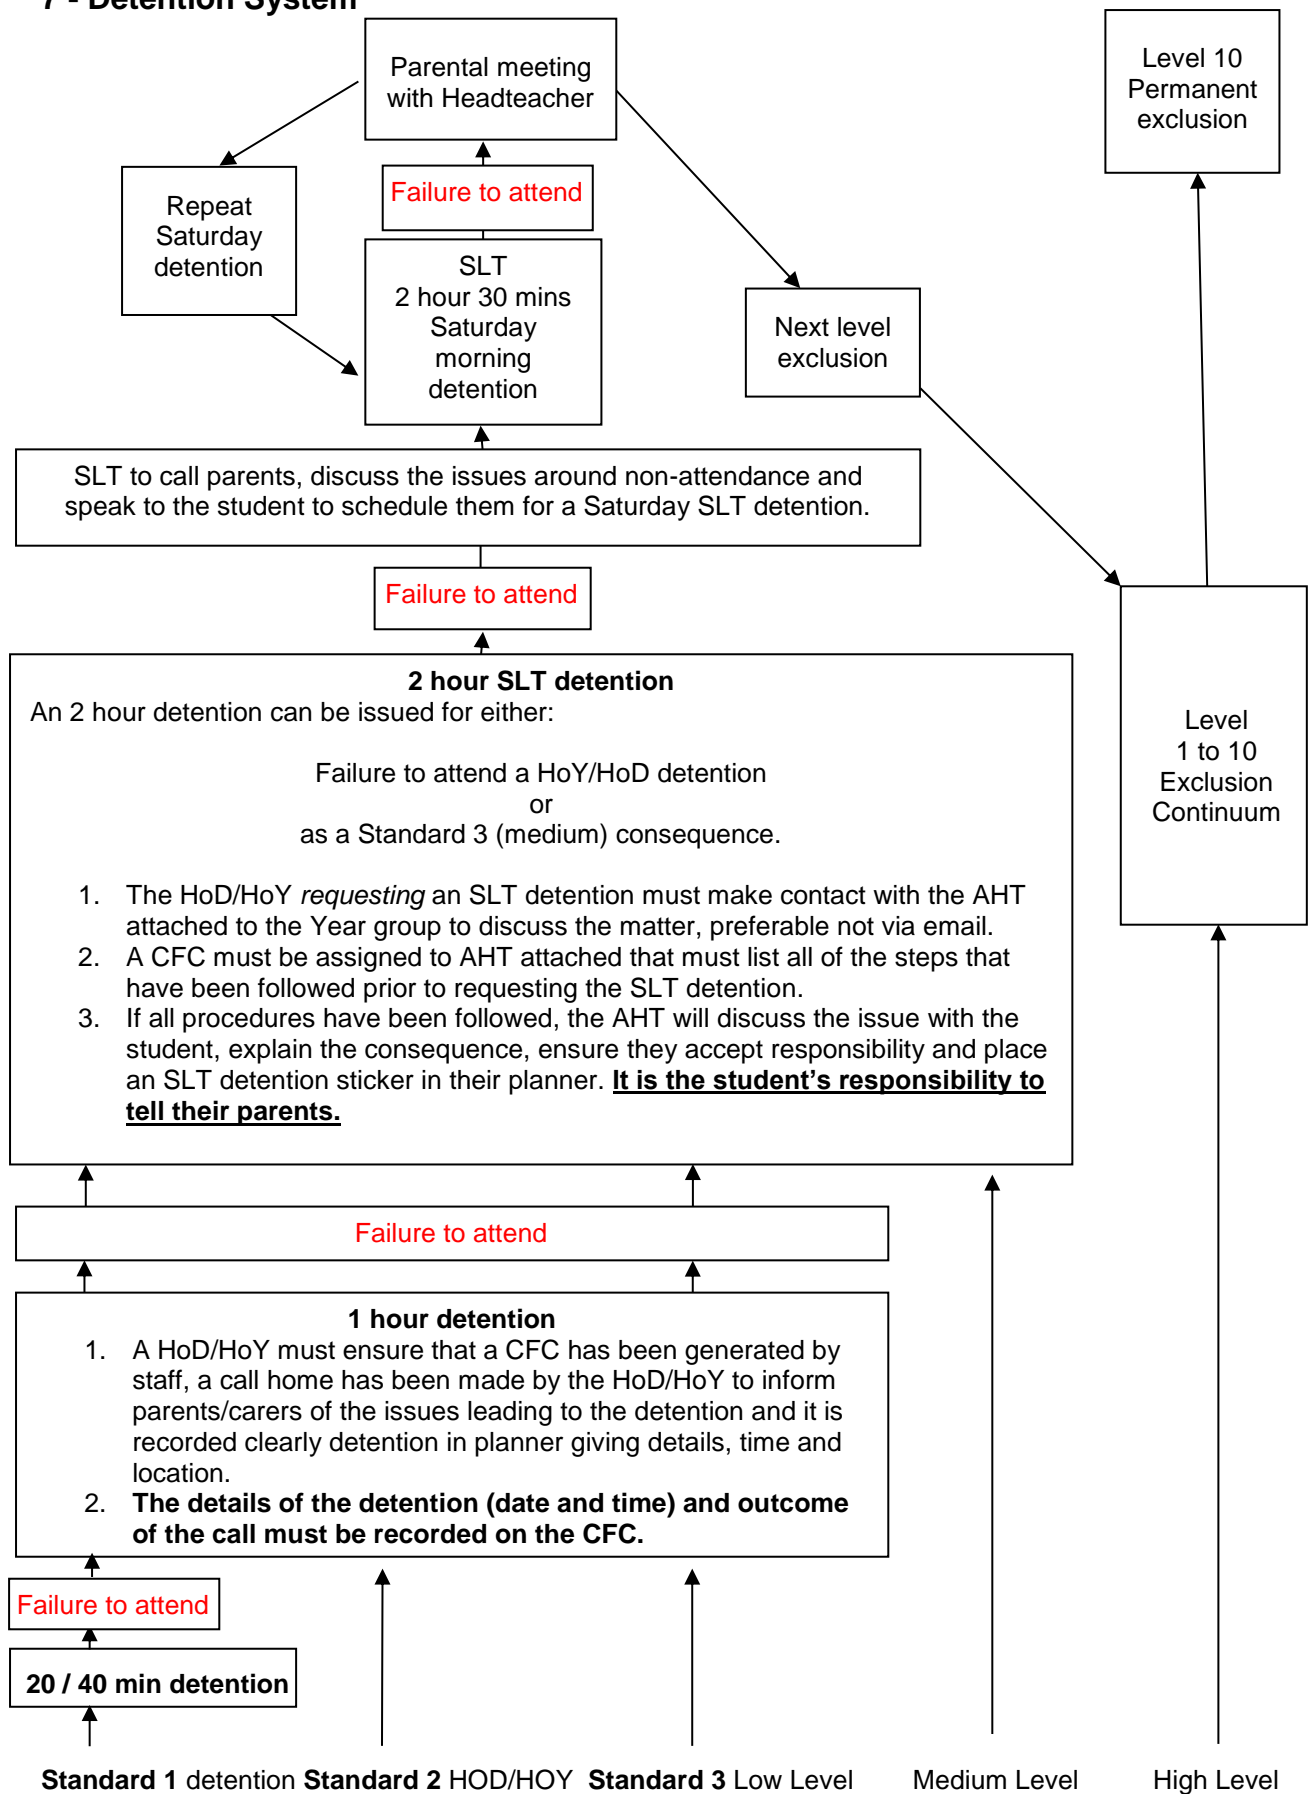 7 - Detention System
Parental meeting
with Headteacher
Level 10
Permanent
exclusion
Failure to attend
Repeat
Saturday
detention
SLT
2 hour 30 mins
Saturday
morning
detention
Next level
exclusion
SLT to call parents, discuss the issues around non-attendance and
speak to the student to schedule them for a Saturday SLT detention.
Failure to attend
2 hour SLT detention
An 2 hour detention can be issued for either:
Failure to attend a HoY/HoD detention
or
as a Standard 3 (medium) consequence.
1. The HoD/HoY requesting an SLT detention must make contact with the AHT
attached to the Year group to discuss the matter, preferable not via email.
2. A CFC must be assigned to AHT attached that must list all of the steps that
have been followed prior to requesting the SLT detention.
3. If all procedures have been followed, the AHT will discuss the issue with the
student, explain the consequence, ensure they accept responsibility and place
an SLT detention sticker in their planner. It is the student's responsibility to
tell their parents.
Level
1 to 10
Exclusion
Continuum
Failure to attend
1 hour detention
1. A HoD/HoY must ensure that a CFC has been generated by
staff, a call home has been made by the HoD/HoY to inform
parents/carers of the issues leading to the detention and it is
recorded clearly detention in planner giving details, time and
location.
2. The details of the detention (date and time) and outcome
of the call must be recorded on the CFC.
Failure to attend
20 / 40 min detention
Standard 1 detention Standard 2 HOD/HOY Standard 3 Low Level Medium Level High Level